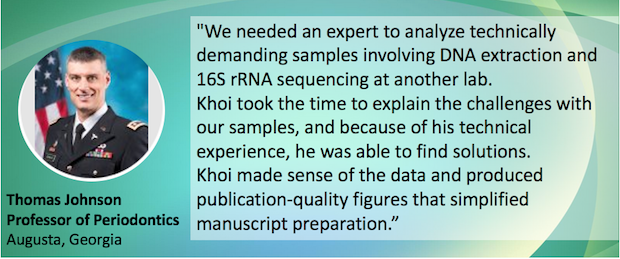 "We needed an expert to analyze technically
demanding samples involving DNA extraction and
16S rRNA sequencing at another lab.
Khoi took the time to explain the challenges with
our samples, and because of his technical
experience, he was able to find solutions.
Khoi made sense of the data and produced
publication-quality figures that simplified
manuscript preparation.”
Thomas Johnson
Professor of Periodontics
Augusta, Georgia